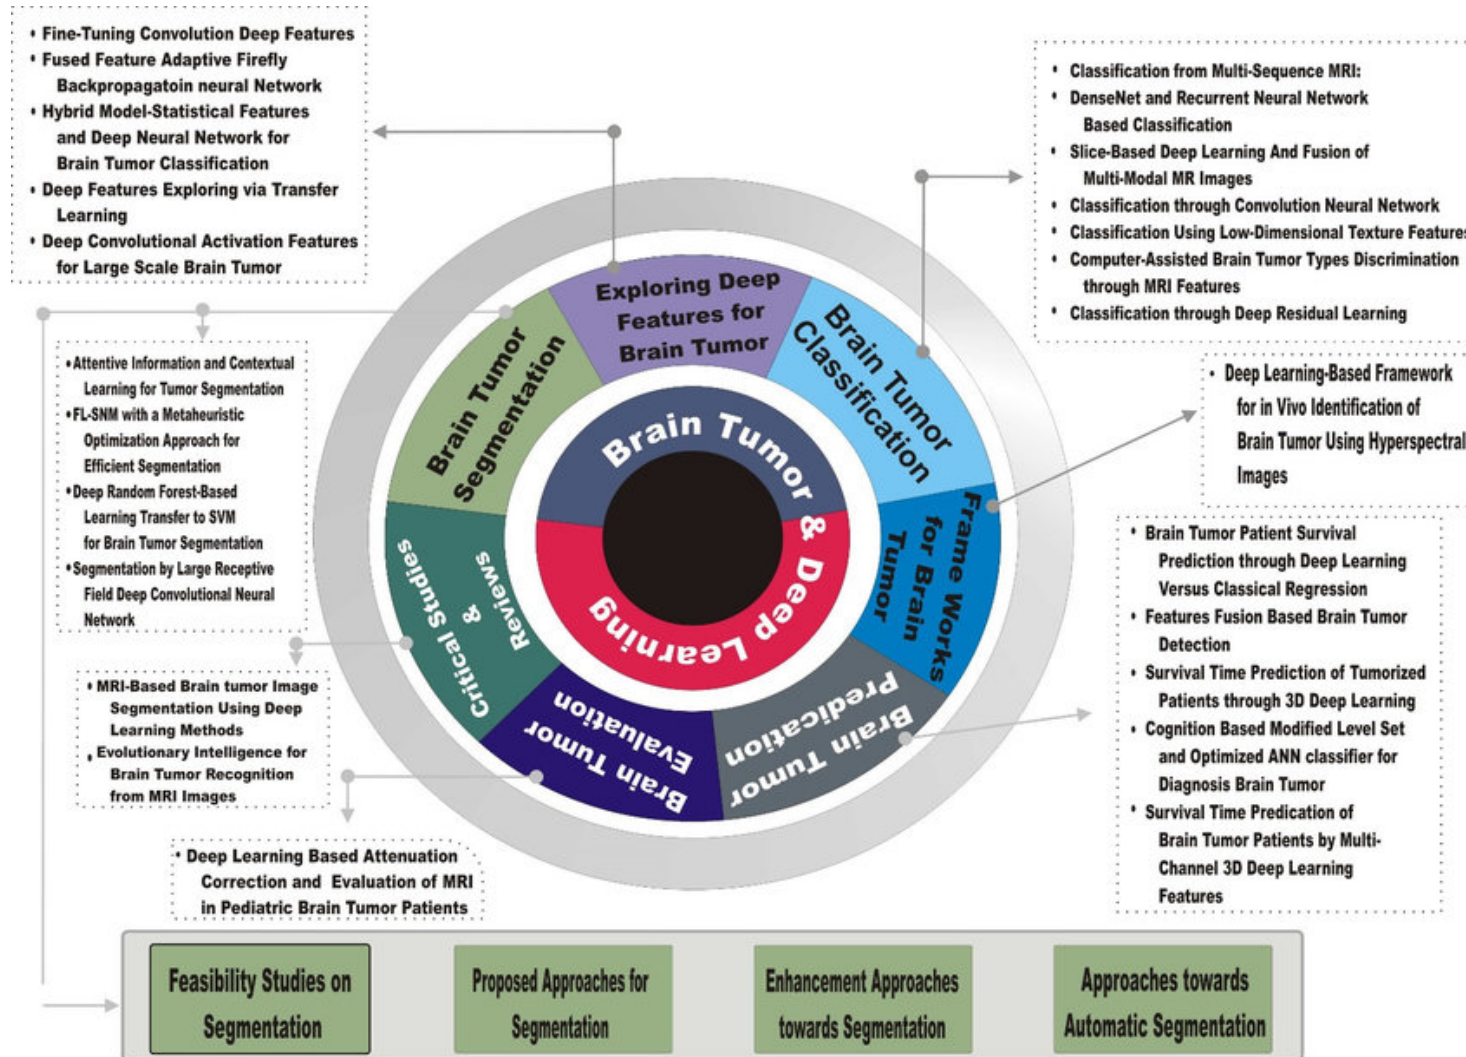 • Fine-Tuning Convolution Deep Features
• Fused Feature Adaptive Firefly
Backpropagatoin neural Network
• Hybrid Model-Statistical Features
and Deep Neural Network for
Brain Tumor Classification
• Deep Features Exploring via Transfer
Learning
• Deep Convolutional Activation Features
for Large Scale Brain Tumor
• Classification from Multi-Sequence MRI:
• DenseNet and Recurrent Neural Network
Based Classification
• Slice-Based Deep Learning And Fusion of
Multi-Modal MR Images
• Classification through Convolution Neural Network
• Classification Using Low-Dimensional Texture Features
• Computer-Assisted Brain Tumor Types Discrimination
through MRI Features
• Classification through Deep Residual Learning
• Attentive Information and Contextual
Learning for Tumor Segmentation
• FL-SNM with a Metaheuristic
Optimization Approach for
Efficient Segmentation
• Deep Random Forest-Based
Learning Transfer to SVM
for Brain Tumor Segmentation
• Segmentation by Large Receptive
Field Deep Convolutional Neural
Network
• MRI-Based Brain tumor Image
Segmentation Using Deep
Learning Methods
• Evolutionary Intelligence for
Brain Tumor Recognition
from MRI Images
• Deep Learning Based Attenuation
Correction and Evaluation of MRI
in Pediatric Brain Tumor Patients
Exploring Deep
Features for
Brain Tumor
Brain Tumor
Classification
Frame Works
for Brain
Tumor
Brain Tumor
Predication
Brain Tumor
Evaluation
Critical Studies
&
Reviews
Brain Tumor
Segmentation
Brain Tumor & Deep Learning
• Deep Learning-Based Framework
for in Vivo Identification of
Brain Tumor Using Hyperspectral
Images
• Brain Tumor Patient Survival
Prediction through Deep Learning
Versus Classical Regression
• Features Fusion Based Brain Tumor
Detection
• Survival Time Prediction of Tumorized
Patients through 3D Deep Learning
• Cognition Based Modified Level Set
and Optimized ANN classifier for
Diagnosis Brain Tumor
• Survival Time Predication of
Brain Tumor Patients by Multi-
Channel 3D Deep Learning
Features
Feasibility Studies on
Segmentation
Proposed Approaches for
Segmentation
Enhancement Approaches
towards Segmentation
Approaches towards
Automatic Segmentation